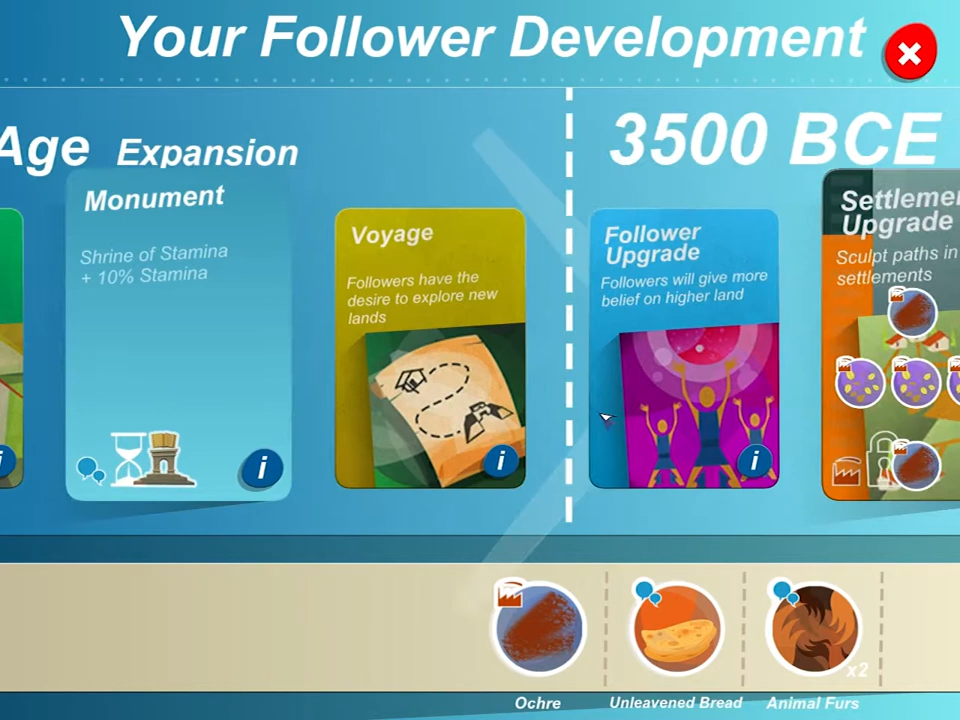 Your Follower Development
Age Expansion
3500 BCE
Monument
Shrine of Stamina
+ 10% Stamina
i
Voyage
Followers have the
desire to explore new
lands
i
Follower
Upgrade
Followers will give more
belief on higher land
i
Upgrade
Sculpt paths in
settlements
x2
Ochre
Unleavened Bread
Animal Furs